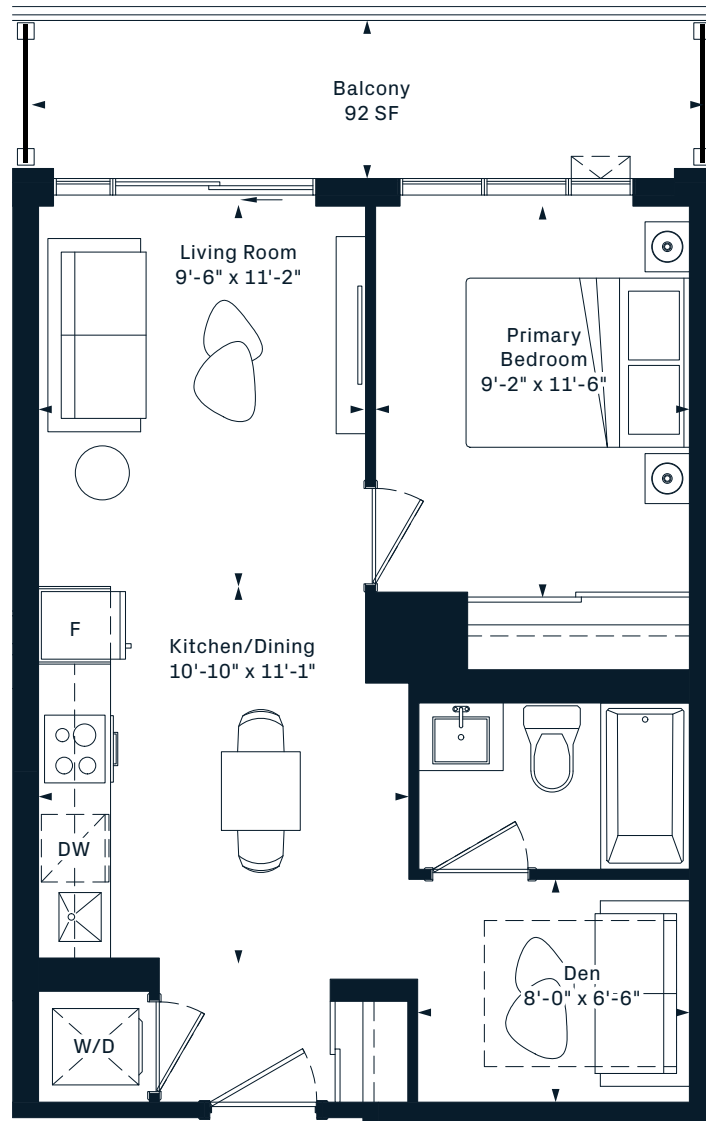 Balcony
92 SF
Living Room
9'-6" x 11'-2"
Primary
Bedroom
9'-2" x 11'-6"
F
Kitchen/Dining
10'-10" x 11'-1"
DW
Den
8'-0" x 6'-6"
W/D